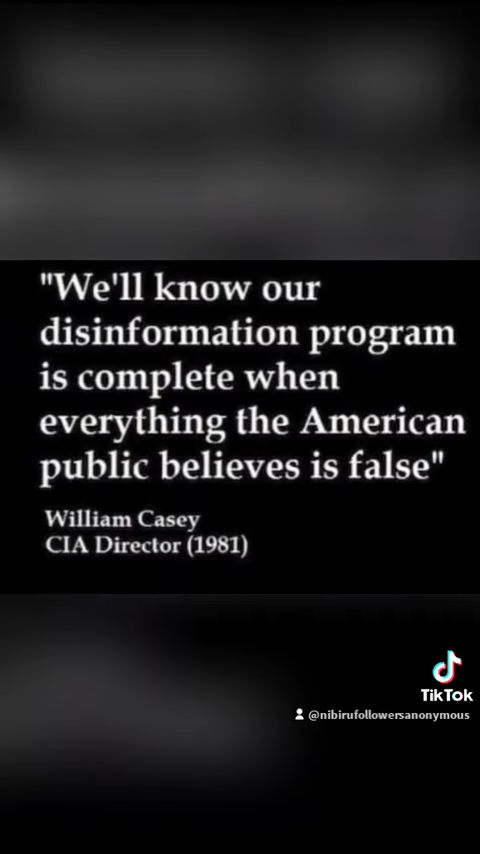 "We'll know our
disinformation program
is complete when
everything the American
public believes is false"
William Casey
CIA Director (1981)
TikTok
@nibirufollowersanonymous